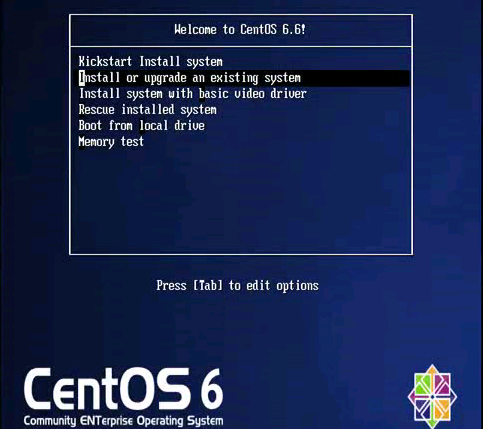 Welcome to CentOS 6.6!
Kickstart Install system
Install or upgrade an existing system
Install system with basic video driver
Rescue installed system
Boot from local drive
Memory test
Press [Tab] to edit options
CentOS 6
Community ENTerprise Operating System